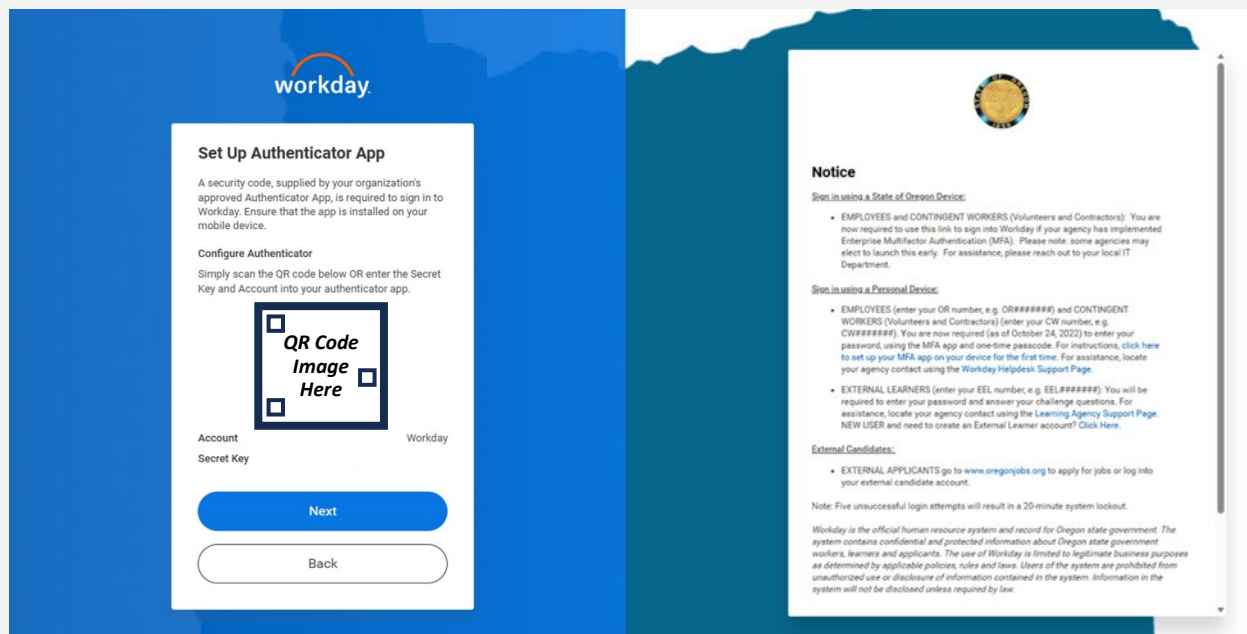 workday.
Set Up Authenticator App
A security code, supplied by your organization's
approved Authenticator App, is required to sign in to
Workday. Ensure that the app is installed on your
mobile device.
Configure Authenticator
Simply scan the QR code below OR enter the Secret
Key and Account into your authenticator app.
QR Code
Image
Here
Account Workday
Secret Key
Next
Back
STATE OF OREGON
1859
Notice
Sign in using a State of Oregon Device:
• EMPLOYEES and CONTINGENT WORKERS (Volunteers and Contractors): You are
now required to use this link to sign into Workday if your agency has implemented
Enterprise Multifactor Authentication (MFA). Please note: some agencies may
elect to launch this early. For assistance, please reach out to your local IT
Department.
Sign in using a Personal Device:
• EMPLOYEES (enter your OR number, e.g. OR#######) and CONTINGENT
WORKERS (Volunteers and Contractors) (enter your CW number, e.g.
CW#######). You are now required (as of October 24, 2022) to enter your
password, using the MFA app and one-time passcode. For instructions, click here
to set up your MFA app on your device for the first time. For assistance, locate
your agency contact using the Workday Helpdesk Support Page.
• EXTERNAL LEARNERS (enter your EEL number, e.g. EEL#######): You will be
required to enter your password and answer your challenge questions. For
assistance, locate your agency contact using the Learning Agency Support Page.
NEW USER and need to create an External Learner account? Click Here.
External Candidates:
• EXTERNAL APPLICANTS go to www.oregonjobs.org to apply for jobs or log into
your external candidate account.
Note: Five unsuccessful login attempts will result in a 20-minute system lockout.
Workday is the official human resource system and record for Oregon state government. The
system contains confidential and protected information about Oregon state government
workers, learners and applicants. The use of Workday is limited to legitimate business purposes
as determined by applicable policies, rules and laws. Users of the system are prohibited from
unauthorized use or disclosure of information contained in the system. Information in the
system will not be disclosed unless required by law.